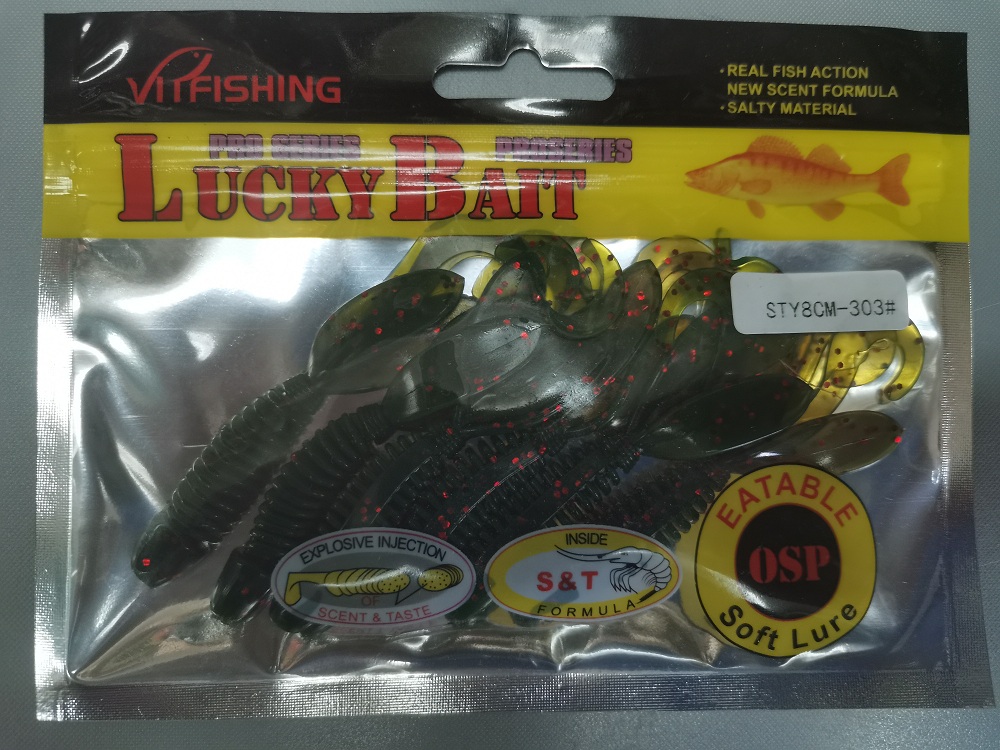 VITFISHING
·REAL FISH ACTION
NEW SCENT FORMULA
·SALTY MATERIAL
PRO SERIES
PROSERIES
LUCKY BAIT
STY8CM-303#
EATABLE
OSP
Soft Lure
EXPLOSIVE INJECTION
OF
SCENT & TASTE
INSIDE
S&T
FORMULA